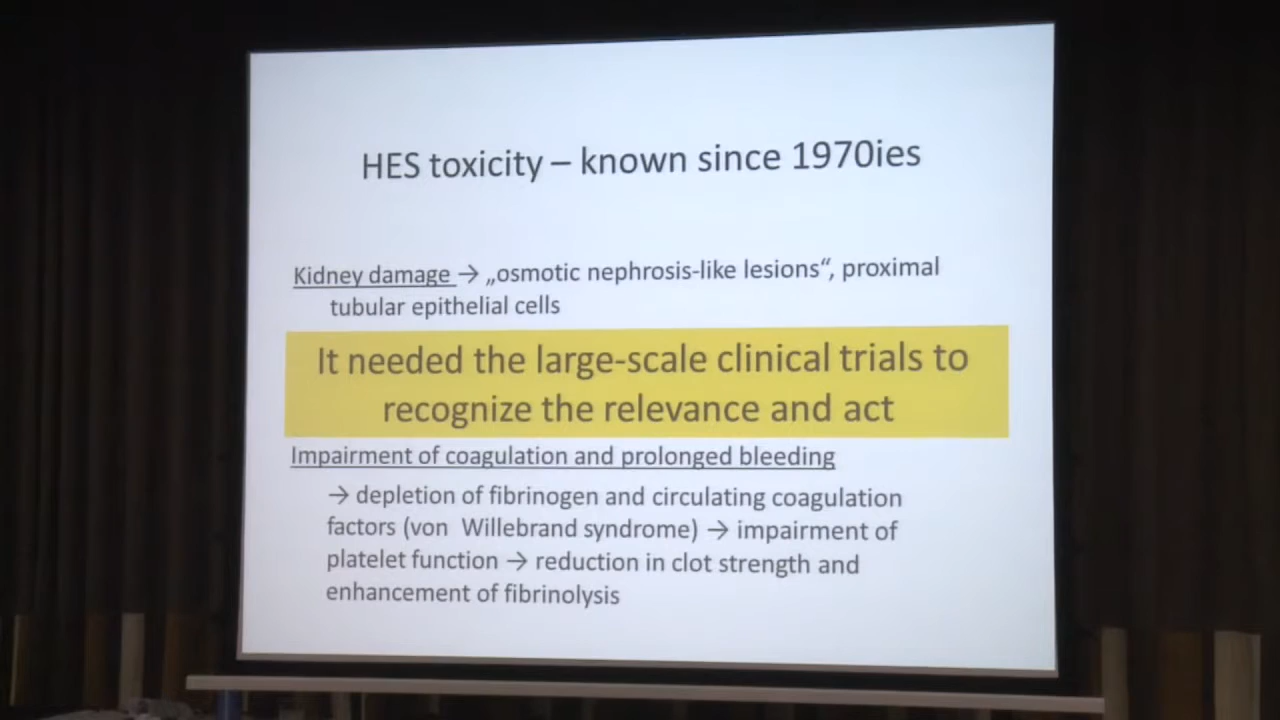 HES toxicity – known since 1970ies
Kidney damage → „osmotic nephrosis-like lesions“, proximal
tubular epithelial cells
It needed the large-scale clinical trials to
recognize the relevance and act
Impairment of coagulation and prolonged bleeding
→ depletion of fibrinogen and circulating coagulation
factors (von Willebrand syndrome) → impairment of
platelet function → reduction in clot strength and
enhancement of fibrinolysis